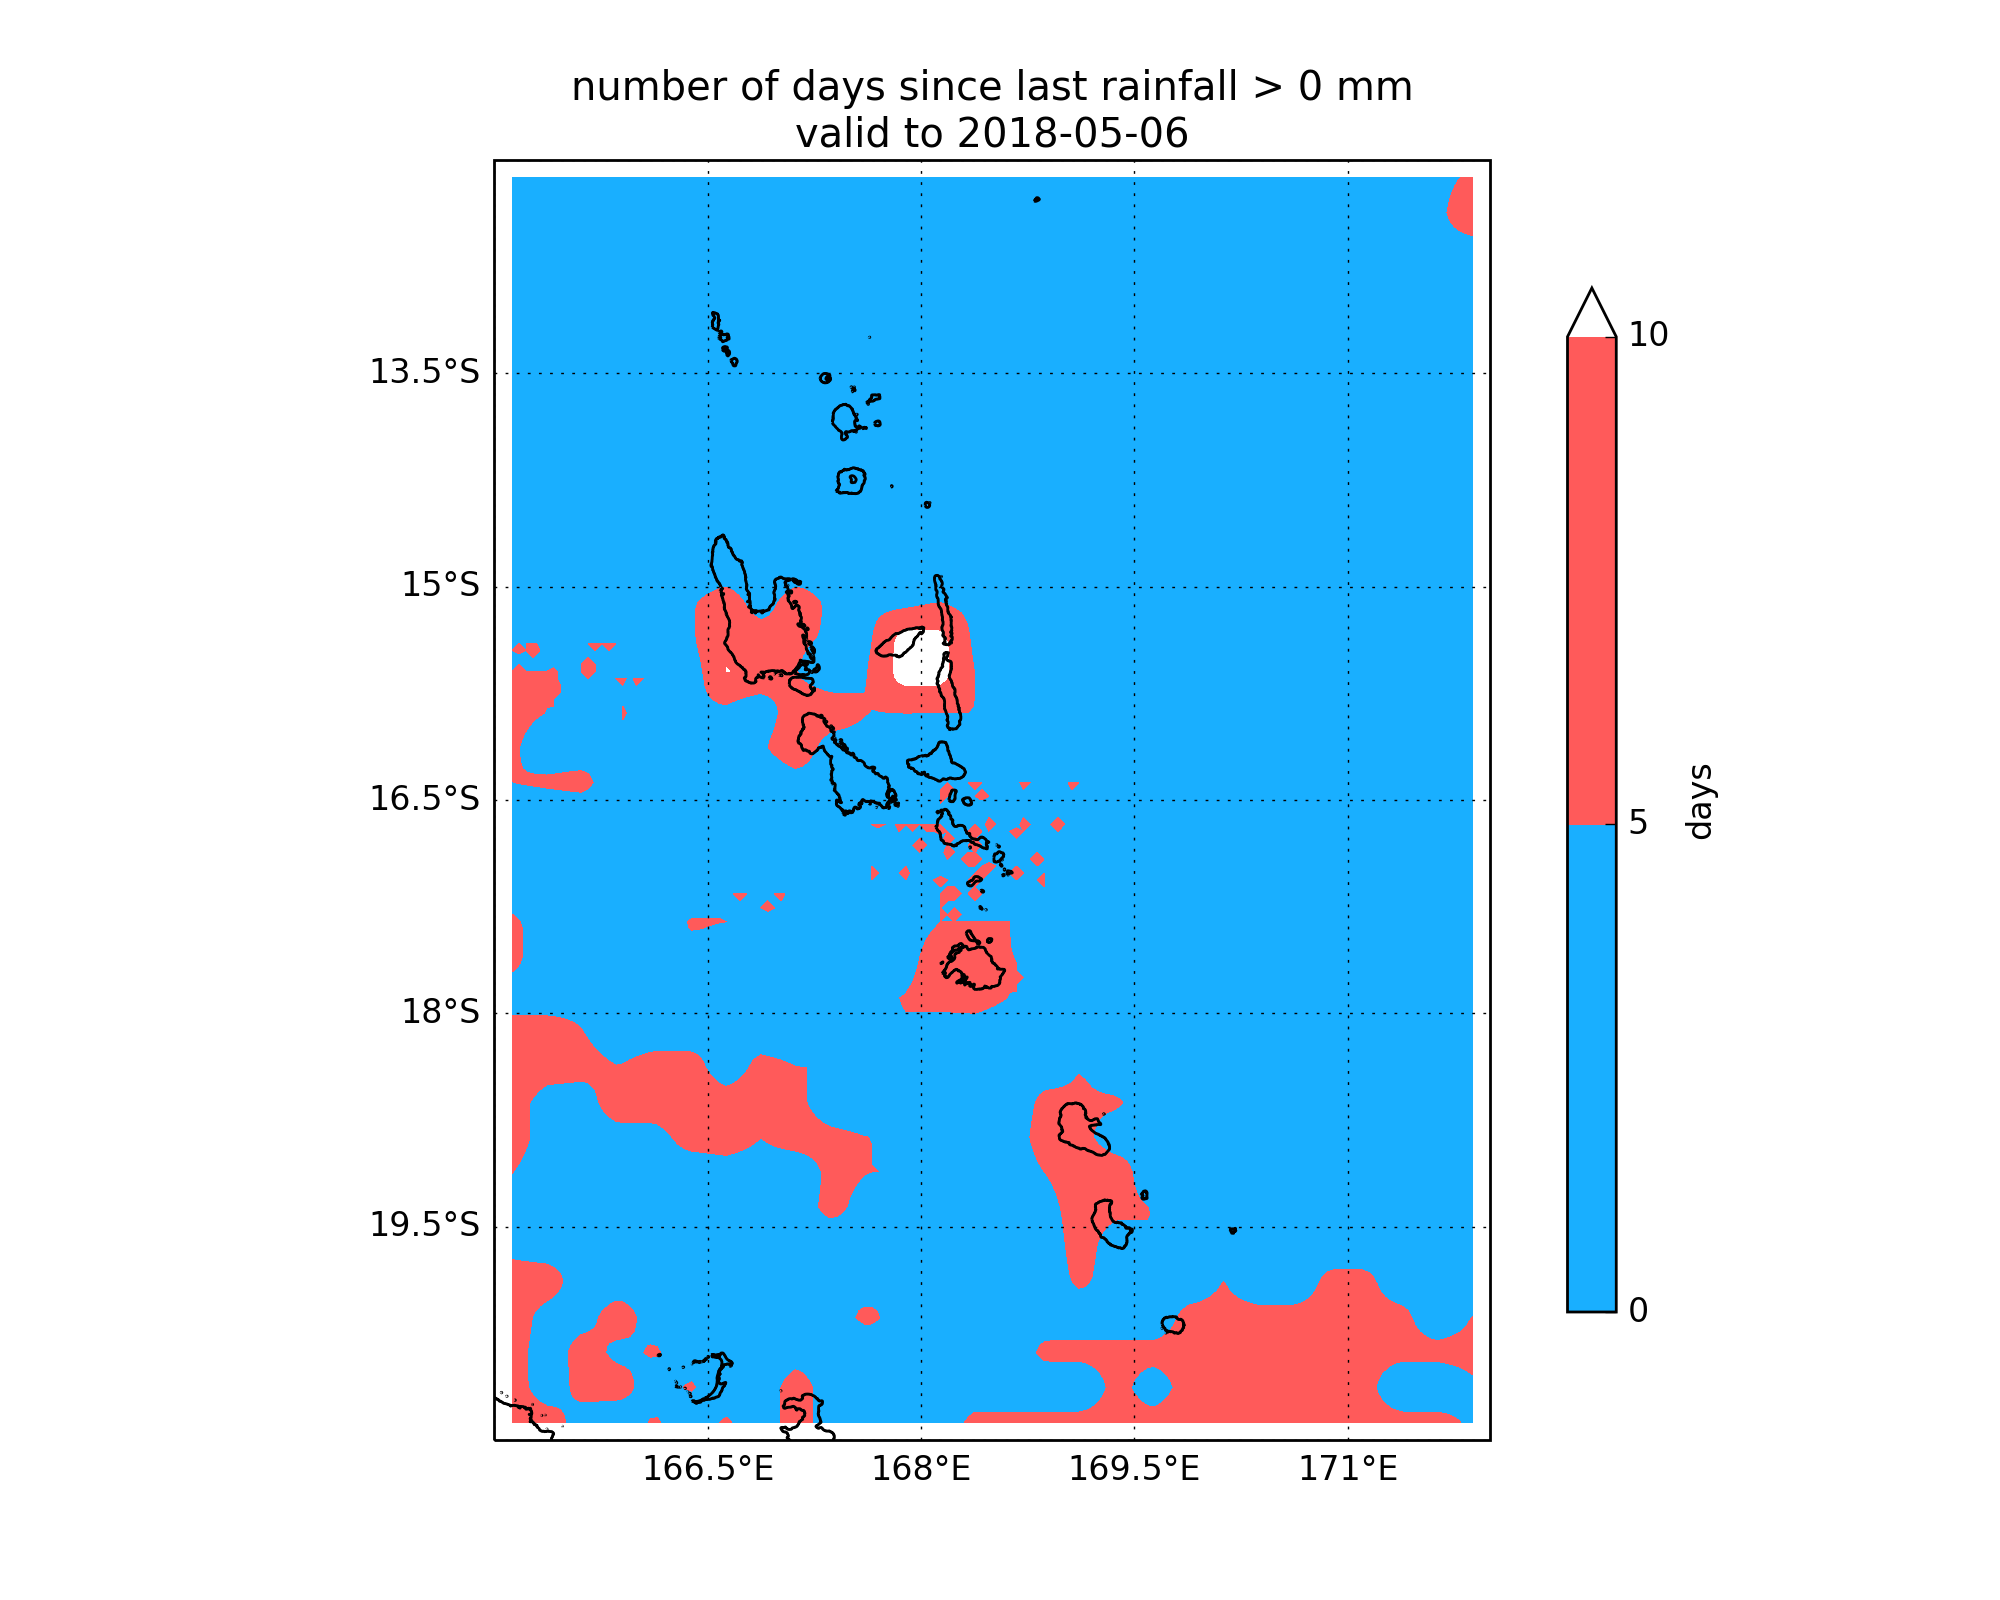 number of days since last rainfall > 0 mm
valid to 2018-05-06
13.5°S
15°S
16.5°S
18°S
19.5°S
166.5°E
168°E
169.5°E
171°E
10
5
0
days